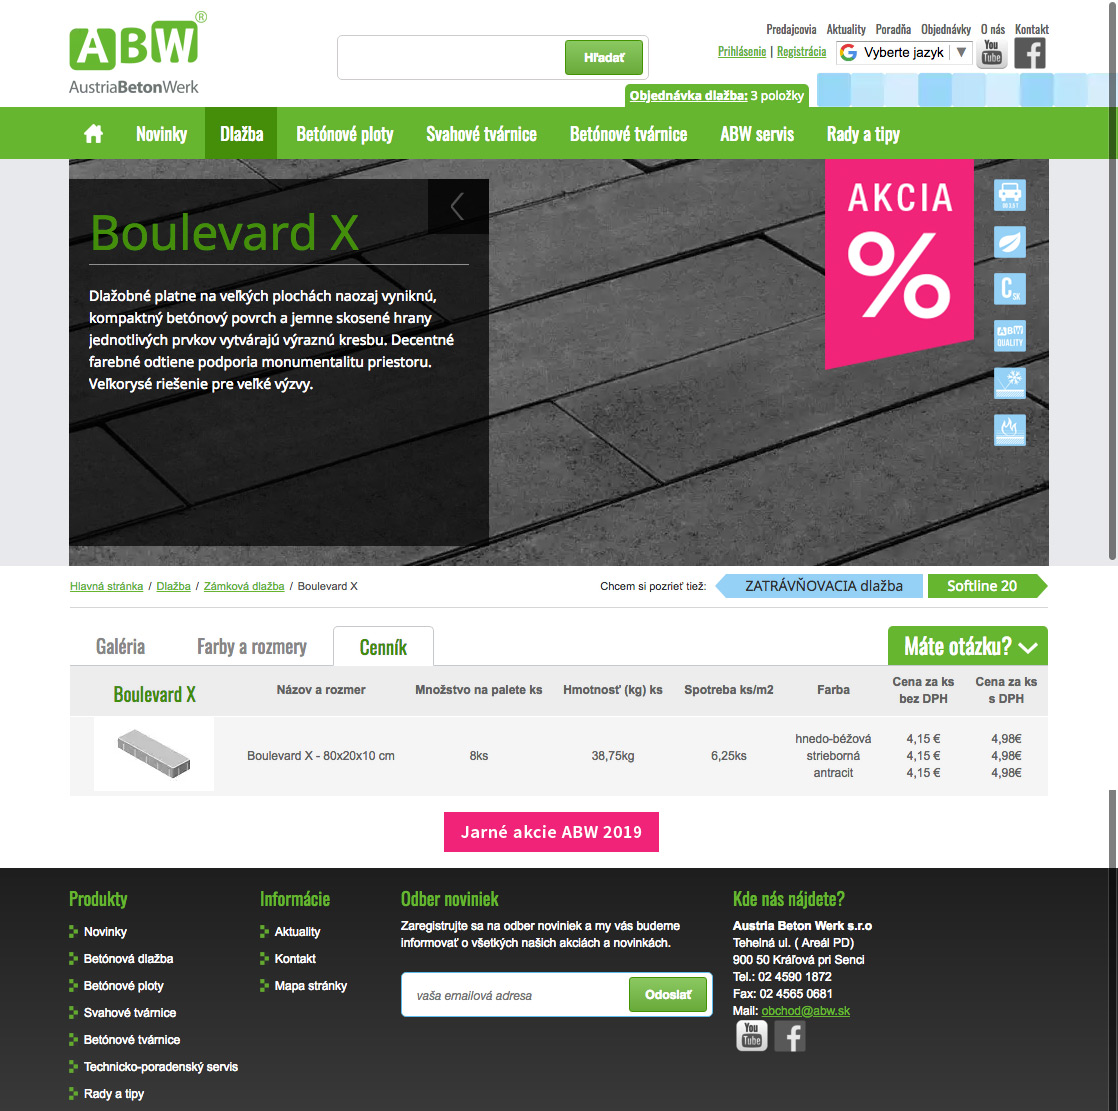 ABW®
AustriaBetonWerk
Hľadať
Predajcovia Aktuality Poradňa Objednávky O nás Kontakt
Prihlásenie | Registrácia
G Vyberte jazyk ▼
You Tube
Objednávka dlažba: 3 položky
Novinky Dlažba Betónové ploty Svahové tvárnice Betónové tvárnice ABW servis Rady a tipy
Boulevard X
Dlažobné platne na veľkých plochách naozaj vyniknú,
kompaktný betónový povrch a jemne skosené hrany
jednotlivých prvkov vytvárajú výraznú kresbu. Decentné
farebné odtiene podporia monumentalitu priestoru.
Veľkorysé riešenie pre veľké výzvy.
AKCIA
%
CSK
ABW
QUALITY
Hlavná stránka / Dlažba / Zámková dlažba / Boulevard X
Chcem si pozrieť tiež:
ZATRÁVŇOVACIA dlažba
Softline 20
Galéria Farby a rozmery Cenník
Máte otázku?
Boulevard X
Názov a rozmer
Množstvo na palete ks
Hmotnosť (kg) ks
Spotreba ks/m2
Farba
Cena za ks
bez DPH
Cena za ks
s DPH
Boulevard X - 80x20x10 cm
8ks
38,75kg
6,25ks
hnedo-béžová 4,15 € 4,98€
strieborná 4,15 € 4,98€
antracit 4,15 € 4,98€
Jarné akcie ABW 2019
Produkty
Novinky
Betónová dlažba
Betónové ploty
Svahové tvárnice
Betónové tvárnice
Technicko-poradenský servis
Rady a tipy
Informácie
Aktuality
Kontakt
Mapa stránky
Odber noviniek
Zaregistrujte sa na odber noviniek a my vás budeme
informovať o všetkých našich akciách a novinkách.
vaša emailová adresa
Odoslať
Kde nás nájdete?
Austria Beton Werk s.r.o
Tehelná ul. ( Areál PD)
900 50 Kráľová pri Senci
Tel.: 02 4590 1872
Fax: 02 4565 0681
Mail: obchod@abw.sk
You Tube